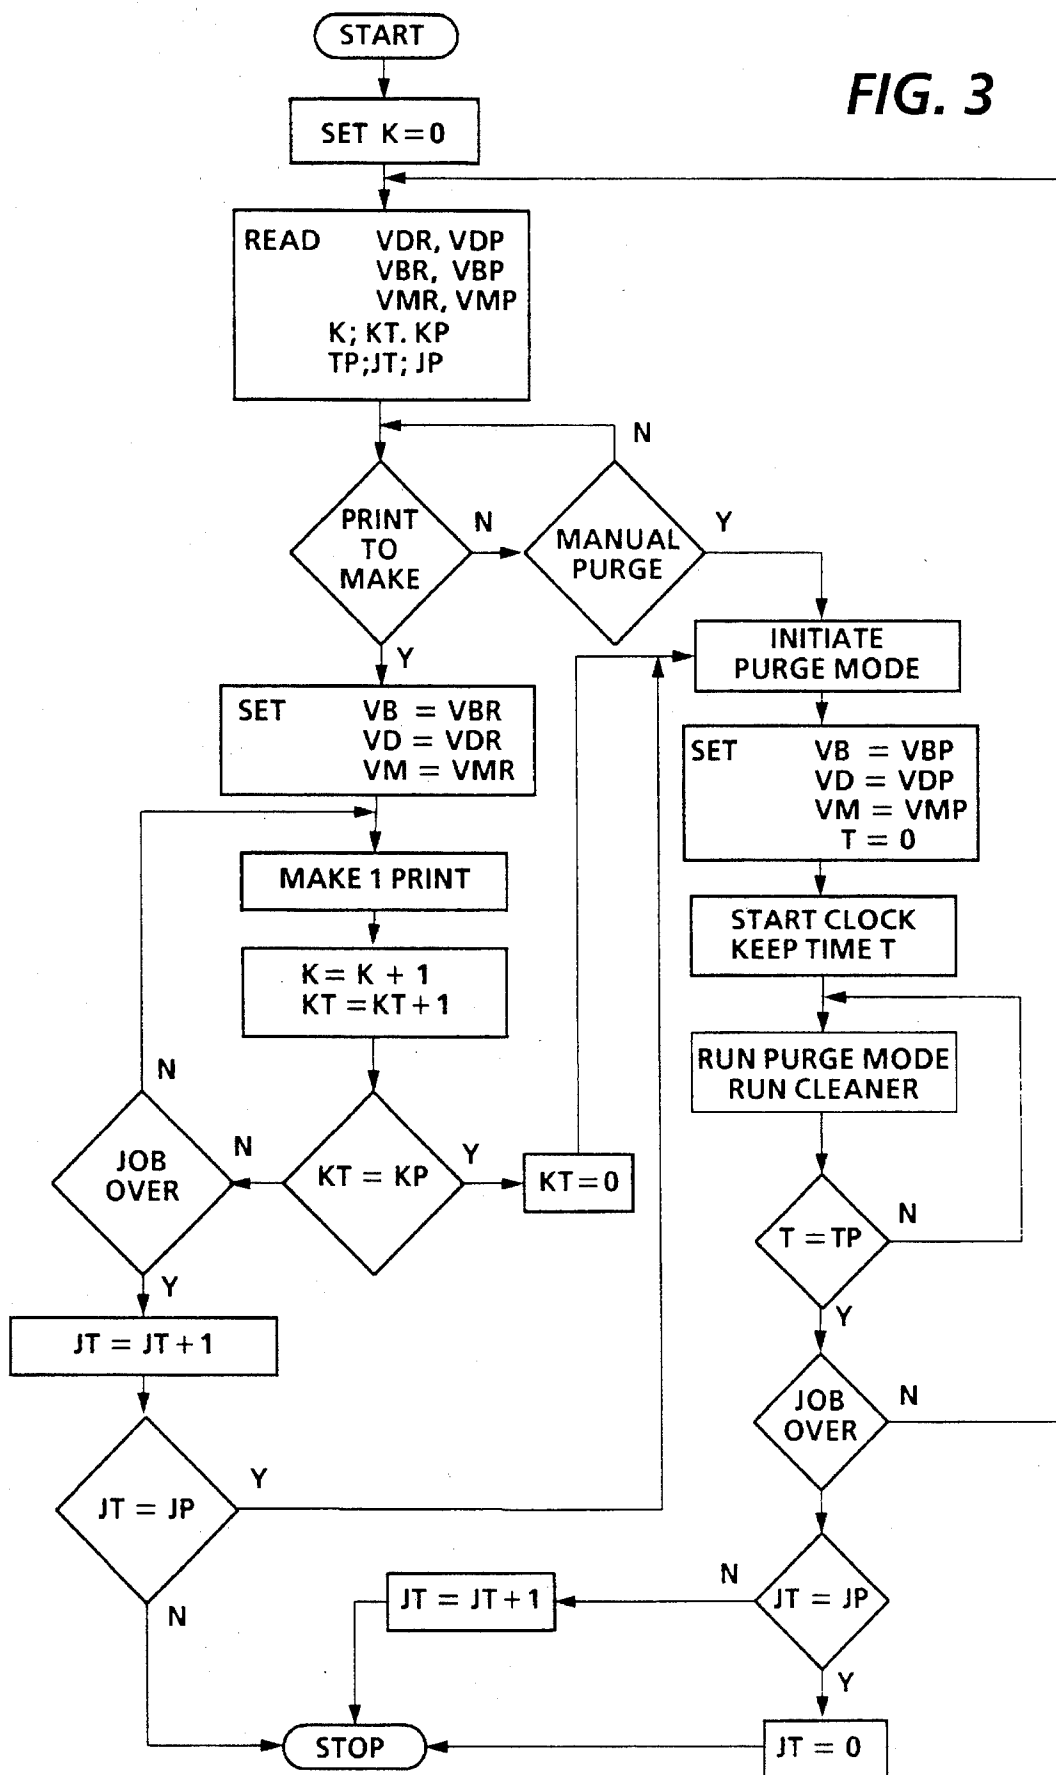 START
FIG. 3
SET K = 0
READ VDR, VDP
VBR, VBP
VMR, VMP
K; KT. KP
TP;JT; JP
N
PRINT
TO
MAKE
N
MANUAL
PURGE
Y
Y
INITIATE
PURGE MODE
SET VB = VBR
VD = VDR
VM = VMR
SET VB = VBP
VD = VDP
VM = VMP
T = 0
MAKE 1 PRINT
START CLOCK
KEEP TIME T
K = K + 1
KT = KT + 1
RUN PURGE MODE
RUN CLEANER
N
JOB
OVER
N
KT = KP
Y
KT = 0
T = TP
N
Y
Y
JT = JT + 1
JOB
OVER
N
JT = JP
Y
N
JT = JP
N
JT = JT + 1
Y
STOP
JT = 0